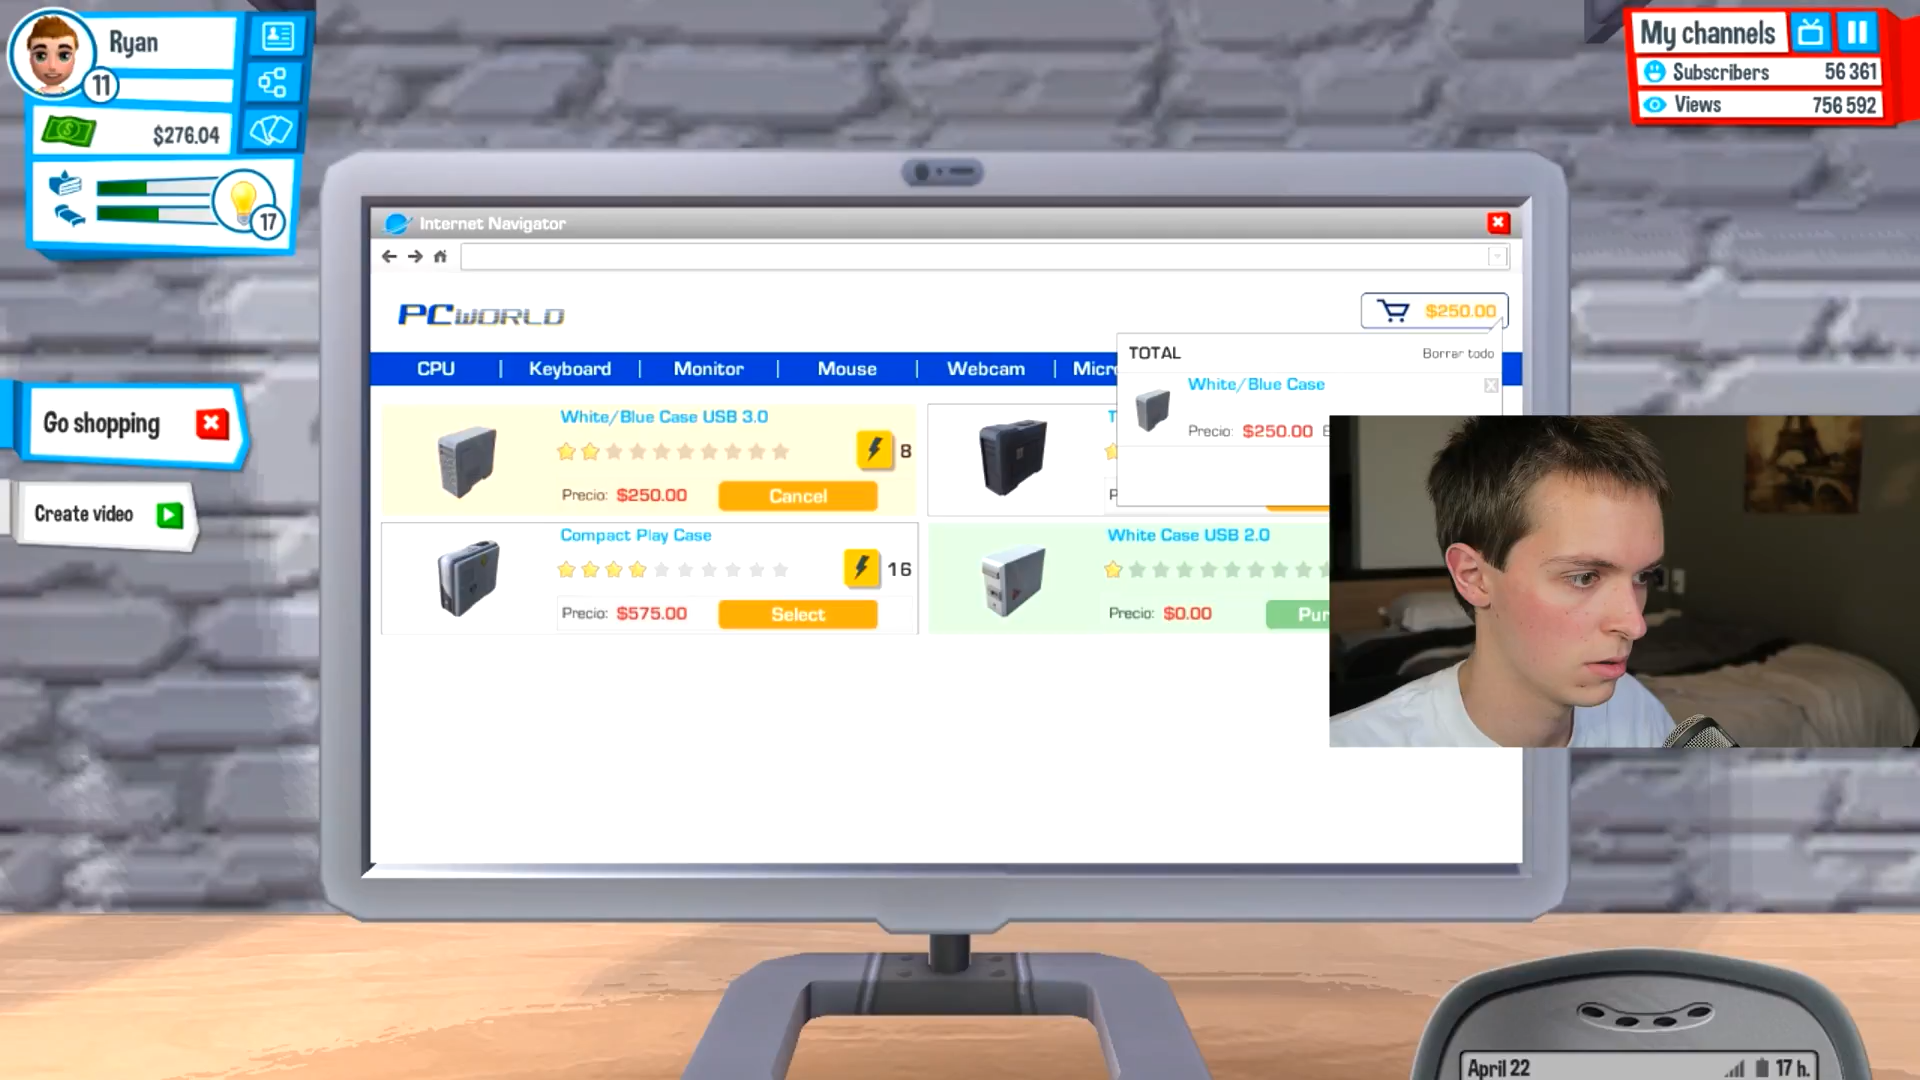 Ryan
11
$276.04
17
My channels
Subscribers 56 361
Views 756 592
Go shopping
Create video
Internet Navigator
PCWORLD
$250.00
CPU | Keyboard | Monitor | Mouse | Webcam | Micro
TOTAL
Borrar todo
White/Blue Case
Precio: $250.00
White/Blue Case USB 3.0
8
Precio: $250.00
Cancel
Compact Play Case
16
Precio: $575.00
Select
White Case USB 2.0
Precio: $0.00
Pur
April 22
17 h.